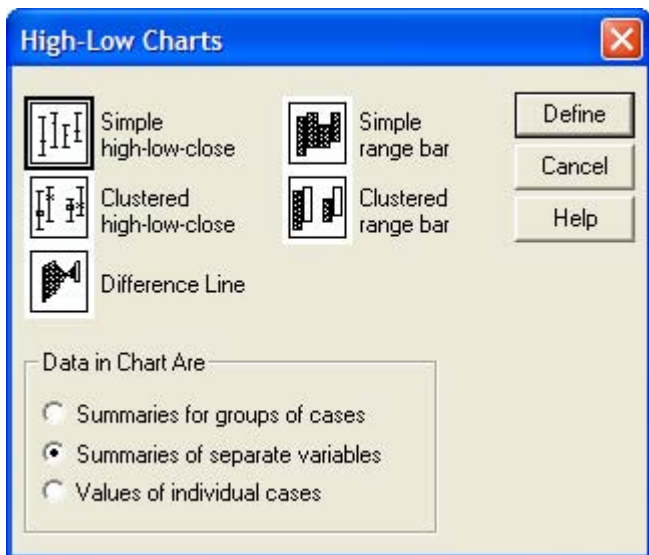 High-Low Charts
Simple
high-low-close
Simple
range bar
Define
Cancel
Clustered
high-low-close
Clustered
range bar
Help
Difference Line
Data in Chart Are
Summaries for groups of cases
Summaries of separate variables
Values of individual cases